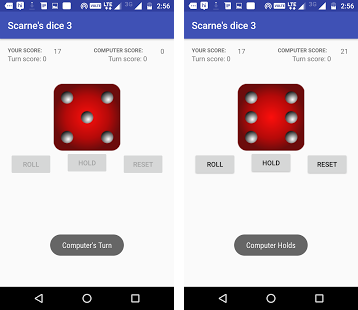 2:56
Scarne's dice 3
YOUR SCORE: 17 COMPUTER SCORE: 0
Turn score: 0 Turn score: 0
ROLL HOLD RESET
Computer's Turn
2:56
Scarne's dice 3
YOUR SCORE: 17 COMPUTER SCORE: 21
Turn score: 0 Turn score: 0
ROLL HOLD RESET
Computer Holds